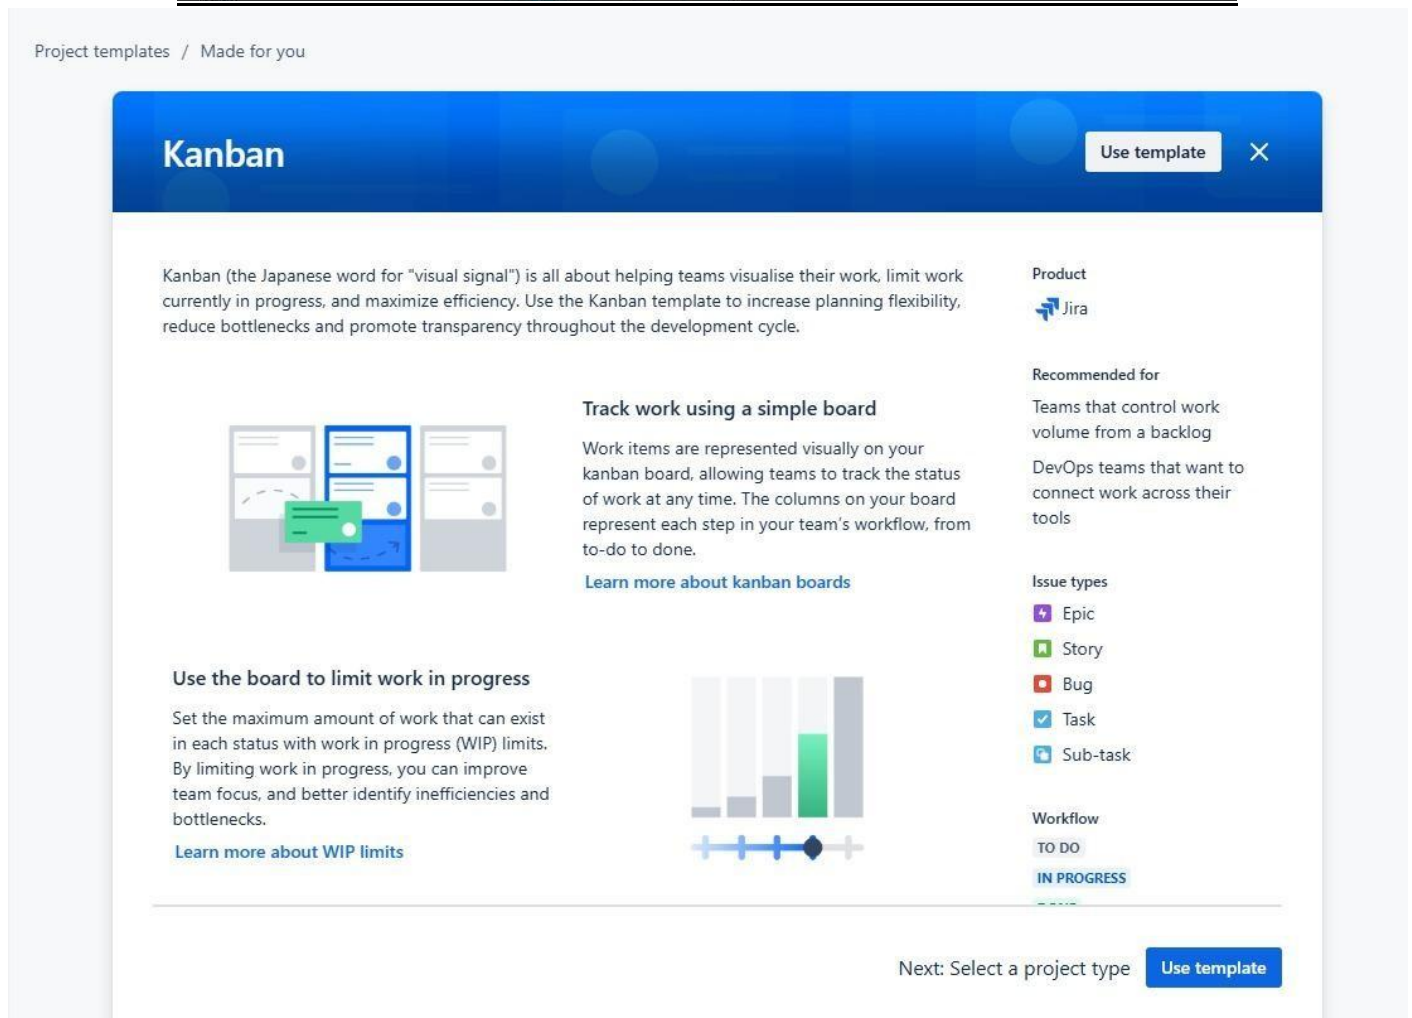 Project templates / Made for you
Kanban
Use template
Kanban (the Japanese word for "visual signal") is all about helping teams visualise their work, limit work
currently in progress, and maximize efficiency. Use the Kanban template to increase planning flexibility,
reduce bottlenecks and promote transparency throughout the development cycle.
Track work using a simple board
Work items are represented visually on your
kanban board, allowing teams to track the status
of work at any time. The columns on your board
represent each step in your team's workflow, from
to-do to done.
Learn more about kanban boards
Use the board to limit work in progress
Set the maximum amount of work that can exist
in each status with work in progress (WIP) limits.
By limiting work in progress, you can improve
team focus, and better identify inefficiencies and
bottlenecks.
Learn more about WIP limits
Product
Jira
Recommended for
Teams that control work
volume from a backlog
DevOps teams that want to
connect work across their
tools
Issue types
Epic
Story
Bug
Task
Sub-task
Workflow
TO DO
IN PROGRESS
Next: Select a project type
Use template